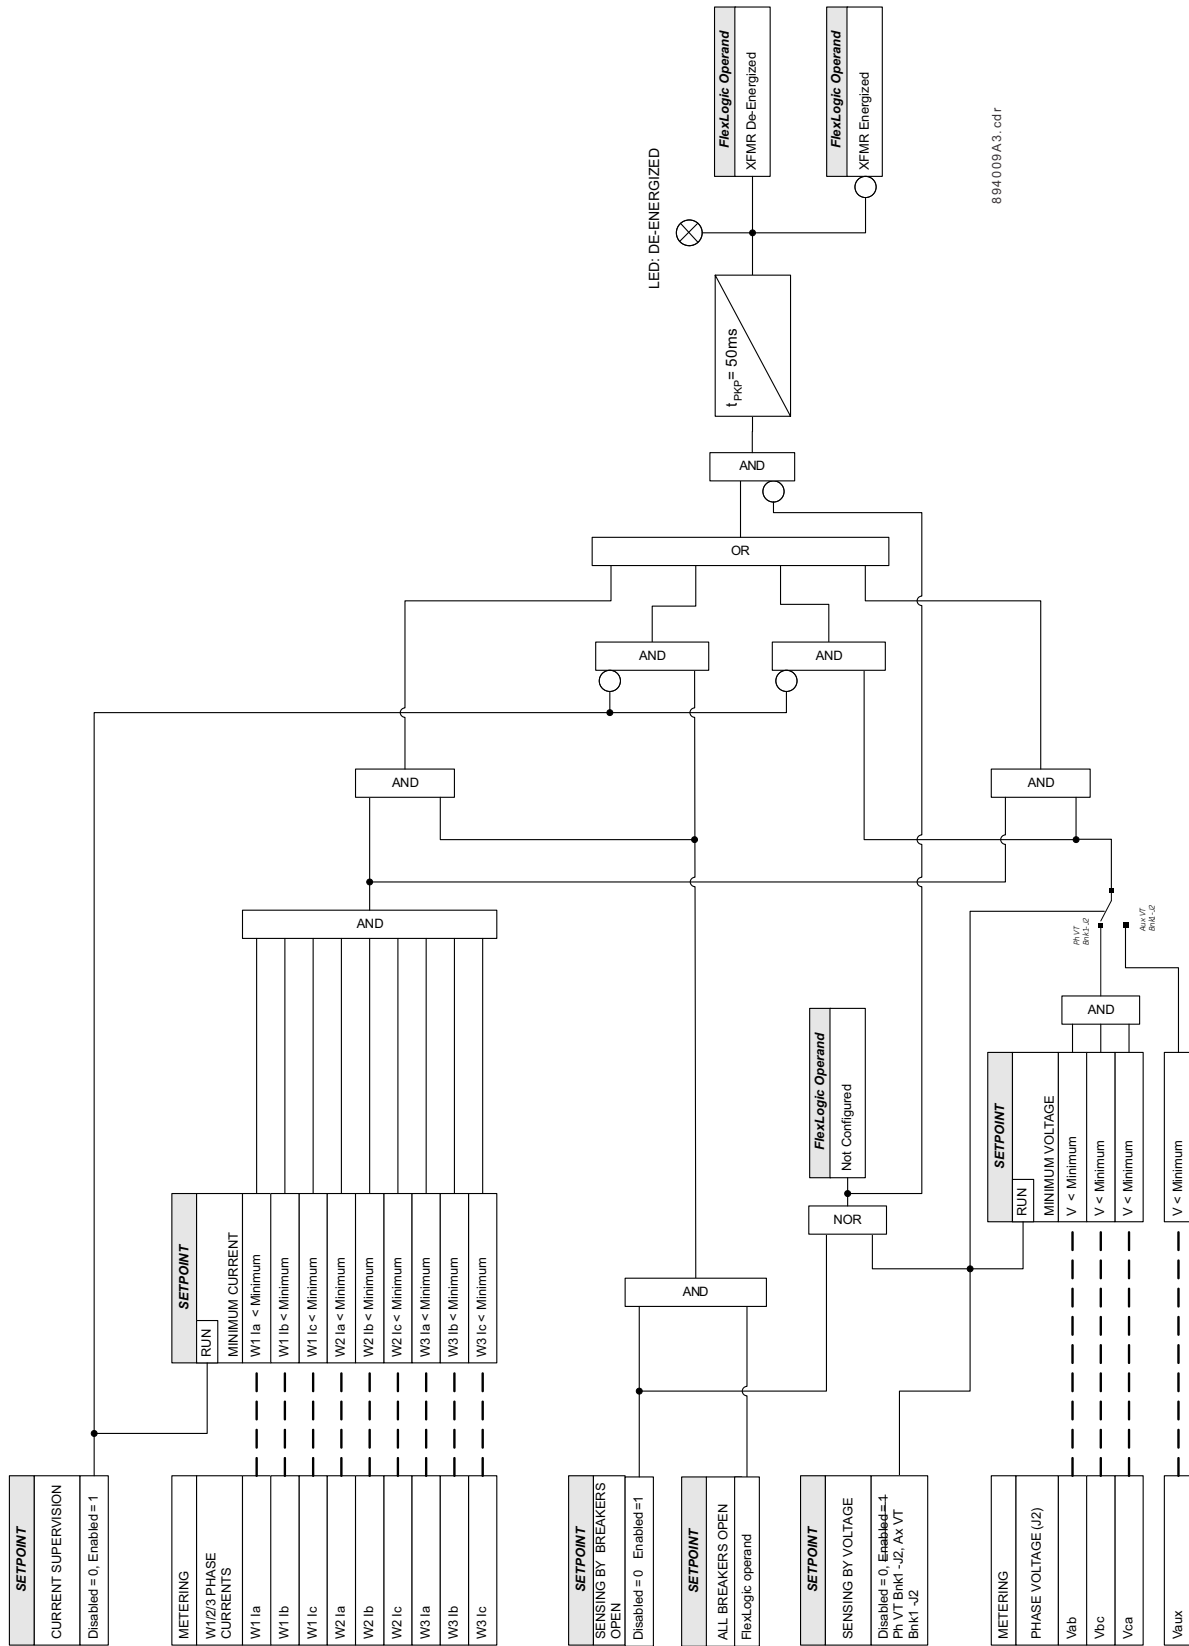 SETPOINT
CURRENT SUPERVISION
Disabled = 0, Enabled = 1
METERING
W1/2/3 PHASE
CURRENTS
W1 Ia
W1 Ib
W1 Ic
W2 Ia
W2 Ib
W2 Ic
W3 Ia
W3 Ib
W3 Ic
SETPOINT
RUN
MINIMUM CURRENT
W1 Ia < Minimum
W1 Ib < Minimum
W1 Ic < Minimum
W2 Ia < Minimum
W2 Ib < Minimum
W2 Ic < Minimum
W3 Ia < Minimum
W3 Ib < Minimum
W3 Ic < Minimum
SETPOINT
SENSING BY BREAKERS
OPEN
Disabled = 0 Enabled =1
SETPOINT
ALL BREAKERS OPEN
FlexLogic operand
SETPOINT
SENSING BY VOLTAGE
Disabled = 0, Enabled = 1
Ph VT Bnk1 -J2, Ax VT
Bnk1 -J2
METERING
PHASE VOLTAGE (J2)
Vab
Vbc
Vca
Vaux
SETPOINT
RUN
MINIMUM VOLTAGE
V < Minimum
V < Minimum
V < Minimum
V < Minimum
AND
AND
AND
NOR
FlexLogic Operand
Not Configured
Ph VT
Bnk1-J2
Aux VT
Bnk1-J2
AND
AND
AND
AND
OR
AND
tPKP= 50ms
LED: DE-ENERGIZED
FlexLogic Operand
XFMR De-Energized
FlexLogic Operand
XFMR Energized
894009A3.cdr